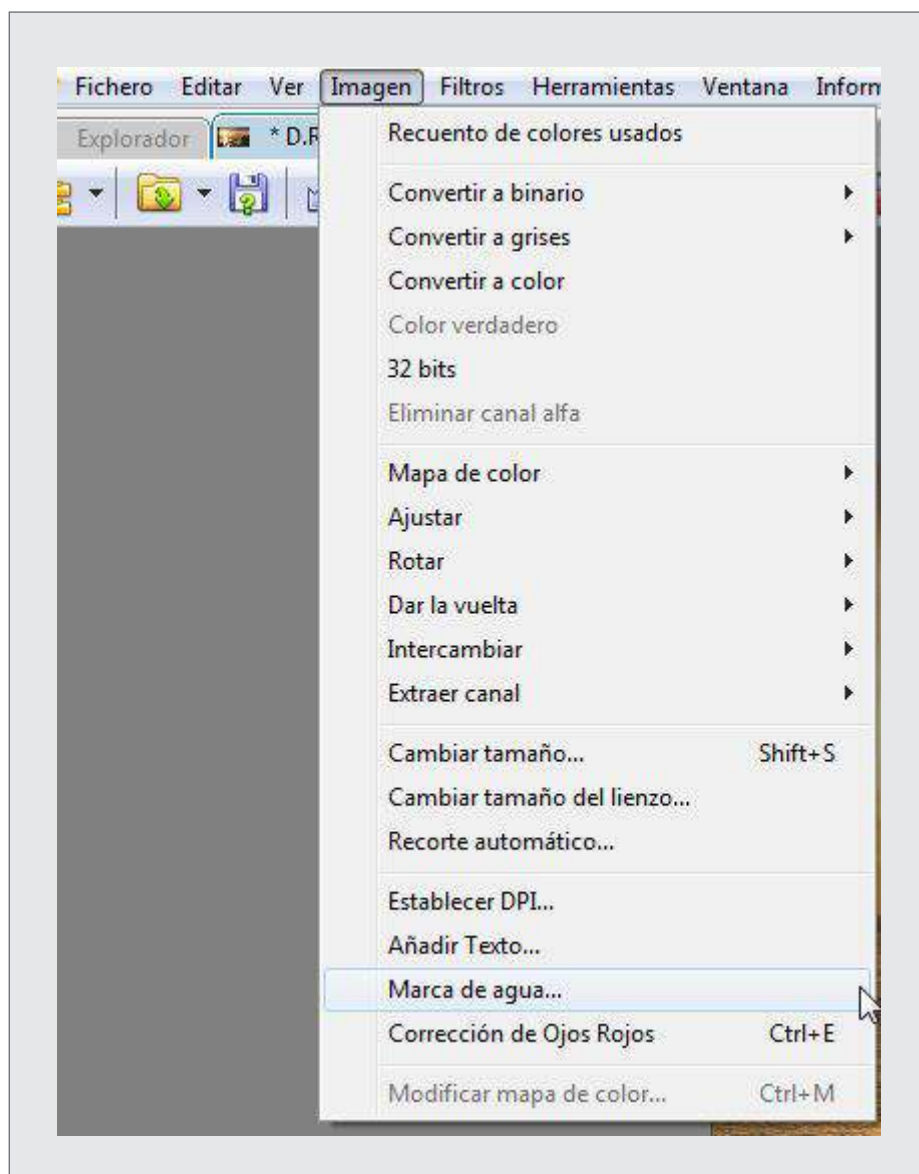 Fichero Editar Ver Imagen Filtros Herramientas Ventana
Explorador * D.R
Recuento de colores usados
Convertir a binario
Convertir a grises
Convertir a color
Color verdadero
32 bits
Eliminar canal alfa
Mapa de color
Ajustar
Rotar
Dar la vuelta
Intercambiar
Extraer canal
Cambiar tamaño... Shift+S
Cambiar tamaño del lienzo...
Recorte automático...
Establecer DPI...
Añadir Texto...
Marca de agua...
Corrección de Ojos Rojos Ctrl+E
Modificar mapa de color... Ctrl+M